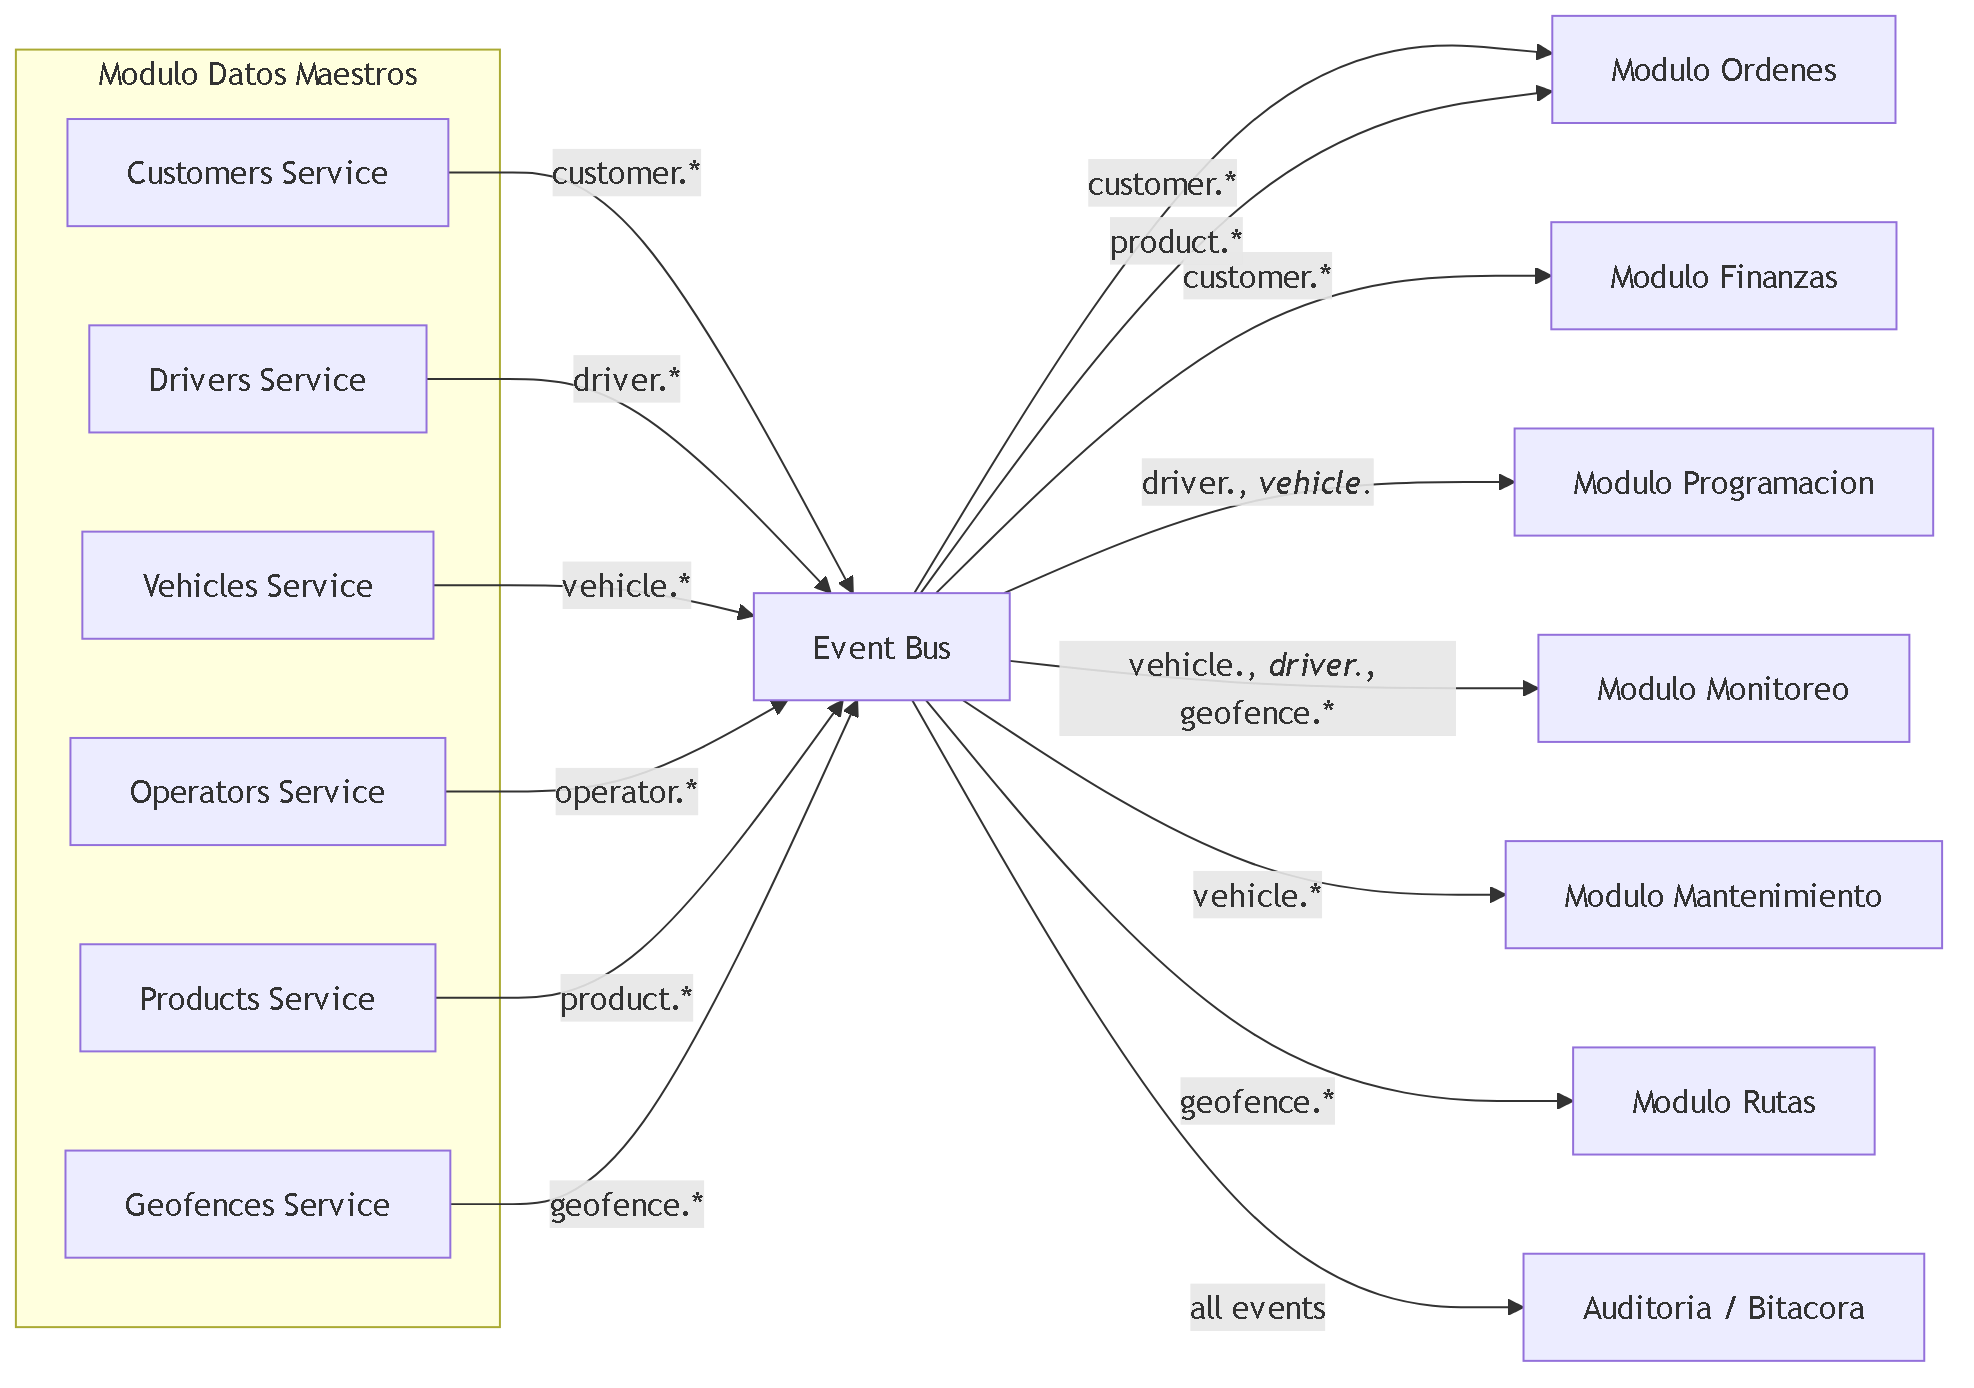 Modulo Datos Maestros
Customers Service
Drivers Service
Vehicles Service
Operators Service
Products Service
Geofences Service
customer.*
driver.*
vehicle.*
operator.*
product.*
geofence.*
Event Bus
customer.*
product.*
customer.*
driver., vehicle.
vehicle., driver.,
geofence.*
vehicle.*
geofence.*
all events
Modulo Ordenes
Modulo Finanzas
Modulo Programacion
Modulo Monitoreo
Modulo Mantenimiento
Modulo Rutas
Auditoria / Bitacora